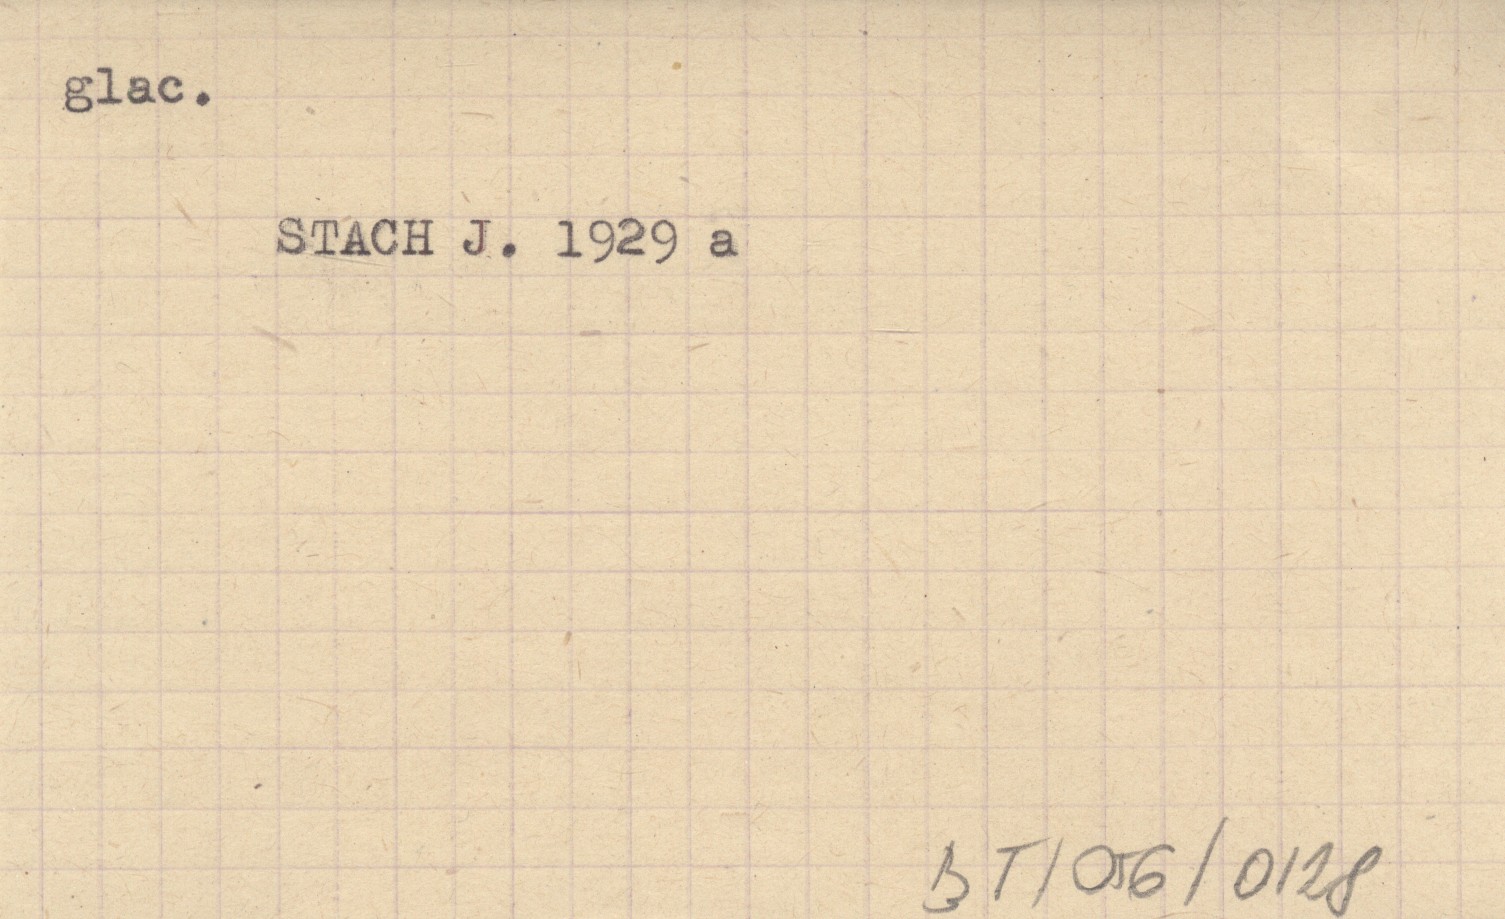 glac.
STACH J. 1929 a
BT/056/0128